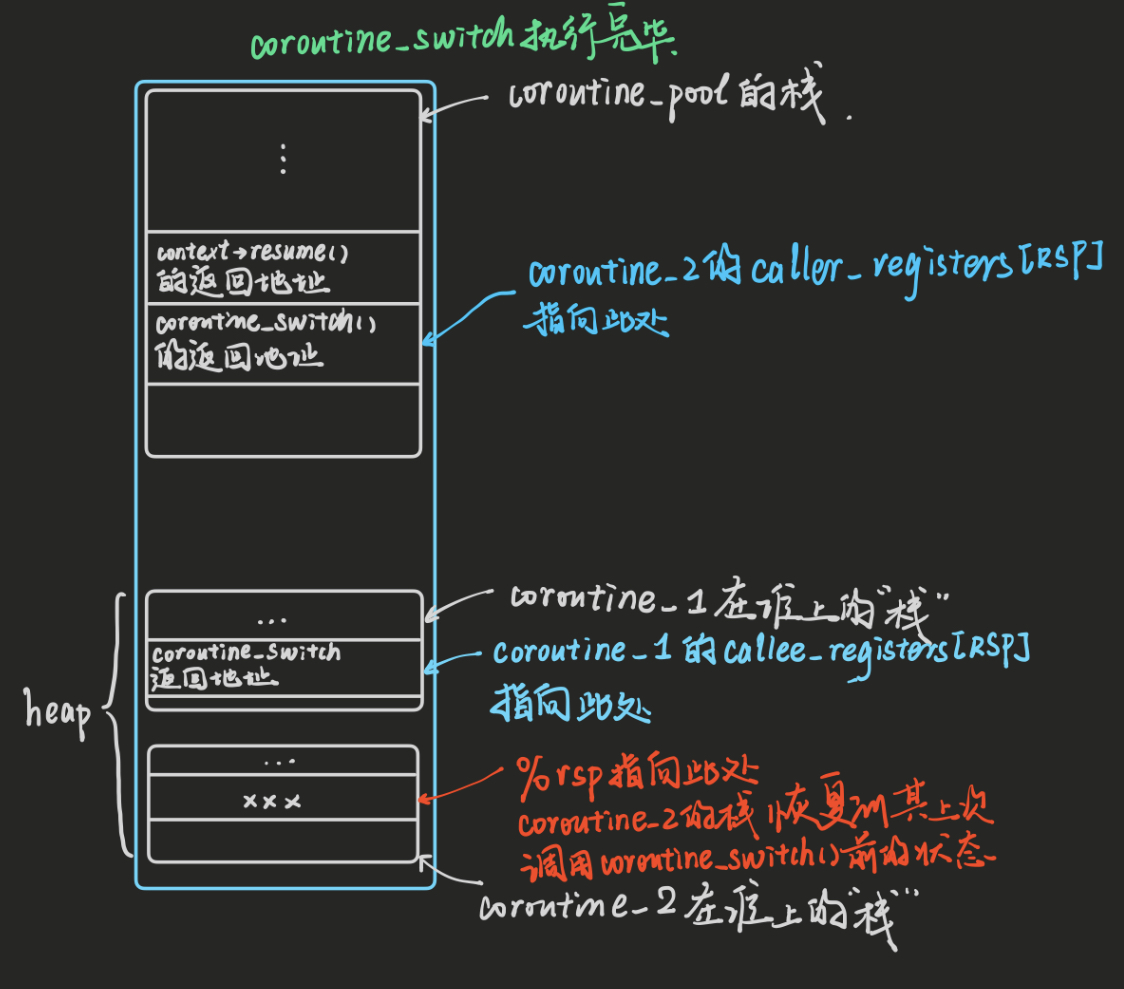 coroutine_switch执行完毕
coroutine_pool的栈.
⋮
context→resume()
的返回地址
coroutine_switch()
的返回地址
coroutine_2的caller_registers[RSP]
指向此处
...
coroutine_1在堆上的“栈”
coroutine_switch
返回地址
coroutine_1的callee_registers[RSP]
指向此处
heap
...
xxx
%rsp指向此处
coroutine_2的栈恢复到其上次
调用coroutine_switch()前的状态
coroutine_2在堆上的“栈”